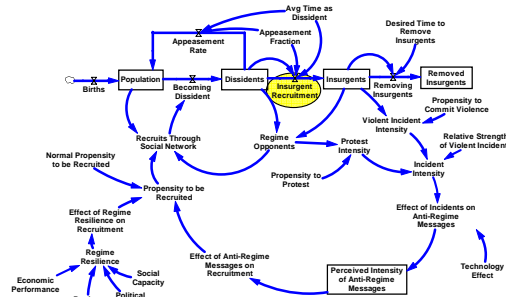 Avg Time as
Dissident
Appeasement
Fraction
Desired Time to
Remove
Insurgents
Appeasement
Rate
Births
Population
Becoming
Dissident
Dissidents
Insurgent
Recruitment
Insurgents
Removing
Insurgents
Removed
Insurgents
Recruits Through
Social Network
Regime
Opponents
Violent Incident
Intensity
Propensity to
Commit Violence
Protest
Intensity
Relative Strength
of Violent Incident
Normal Propensity
to be Recruited
Propensity to be
Recruited
Propensity to
Protest
Incident
Intensity
Effect of Regime
Resilience on
Recruitment
Effect of Incidents on
Anti-Regime
Messages
Regime
Resilience
Effect of Anti-Regime
Messages on
Recruitment
Perceived Intensity
of Anti-Regime
Messages
Technology
Effect
Economic
Performance
Social
Capacity
Political